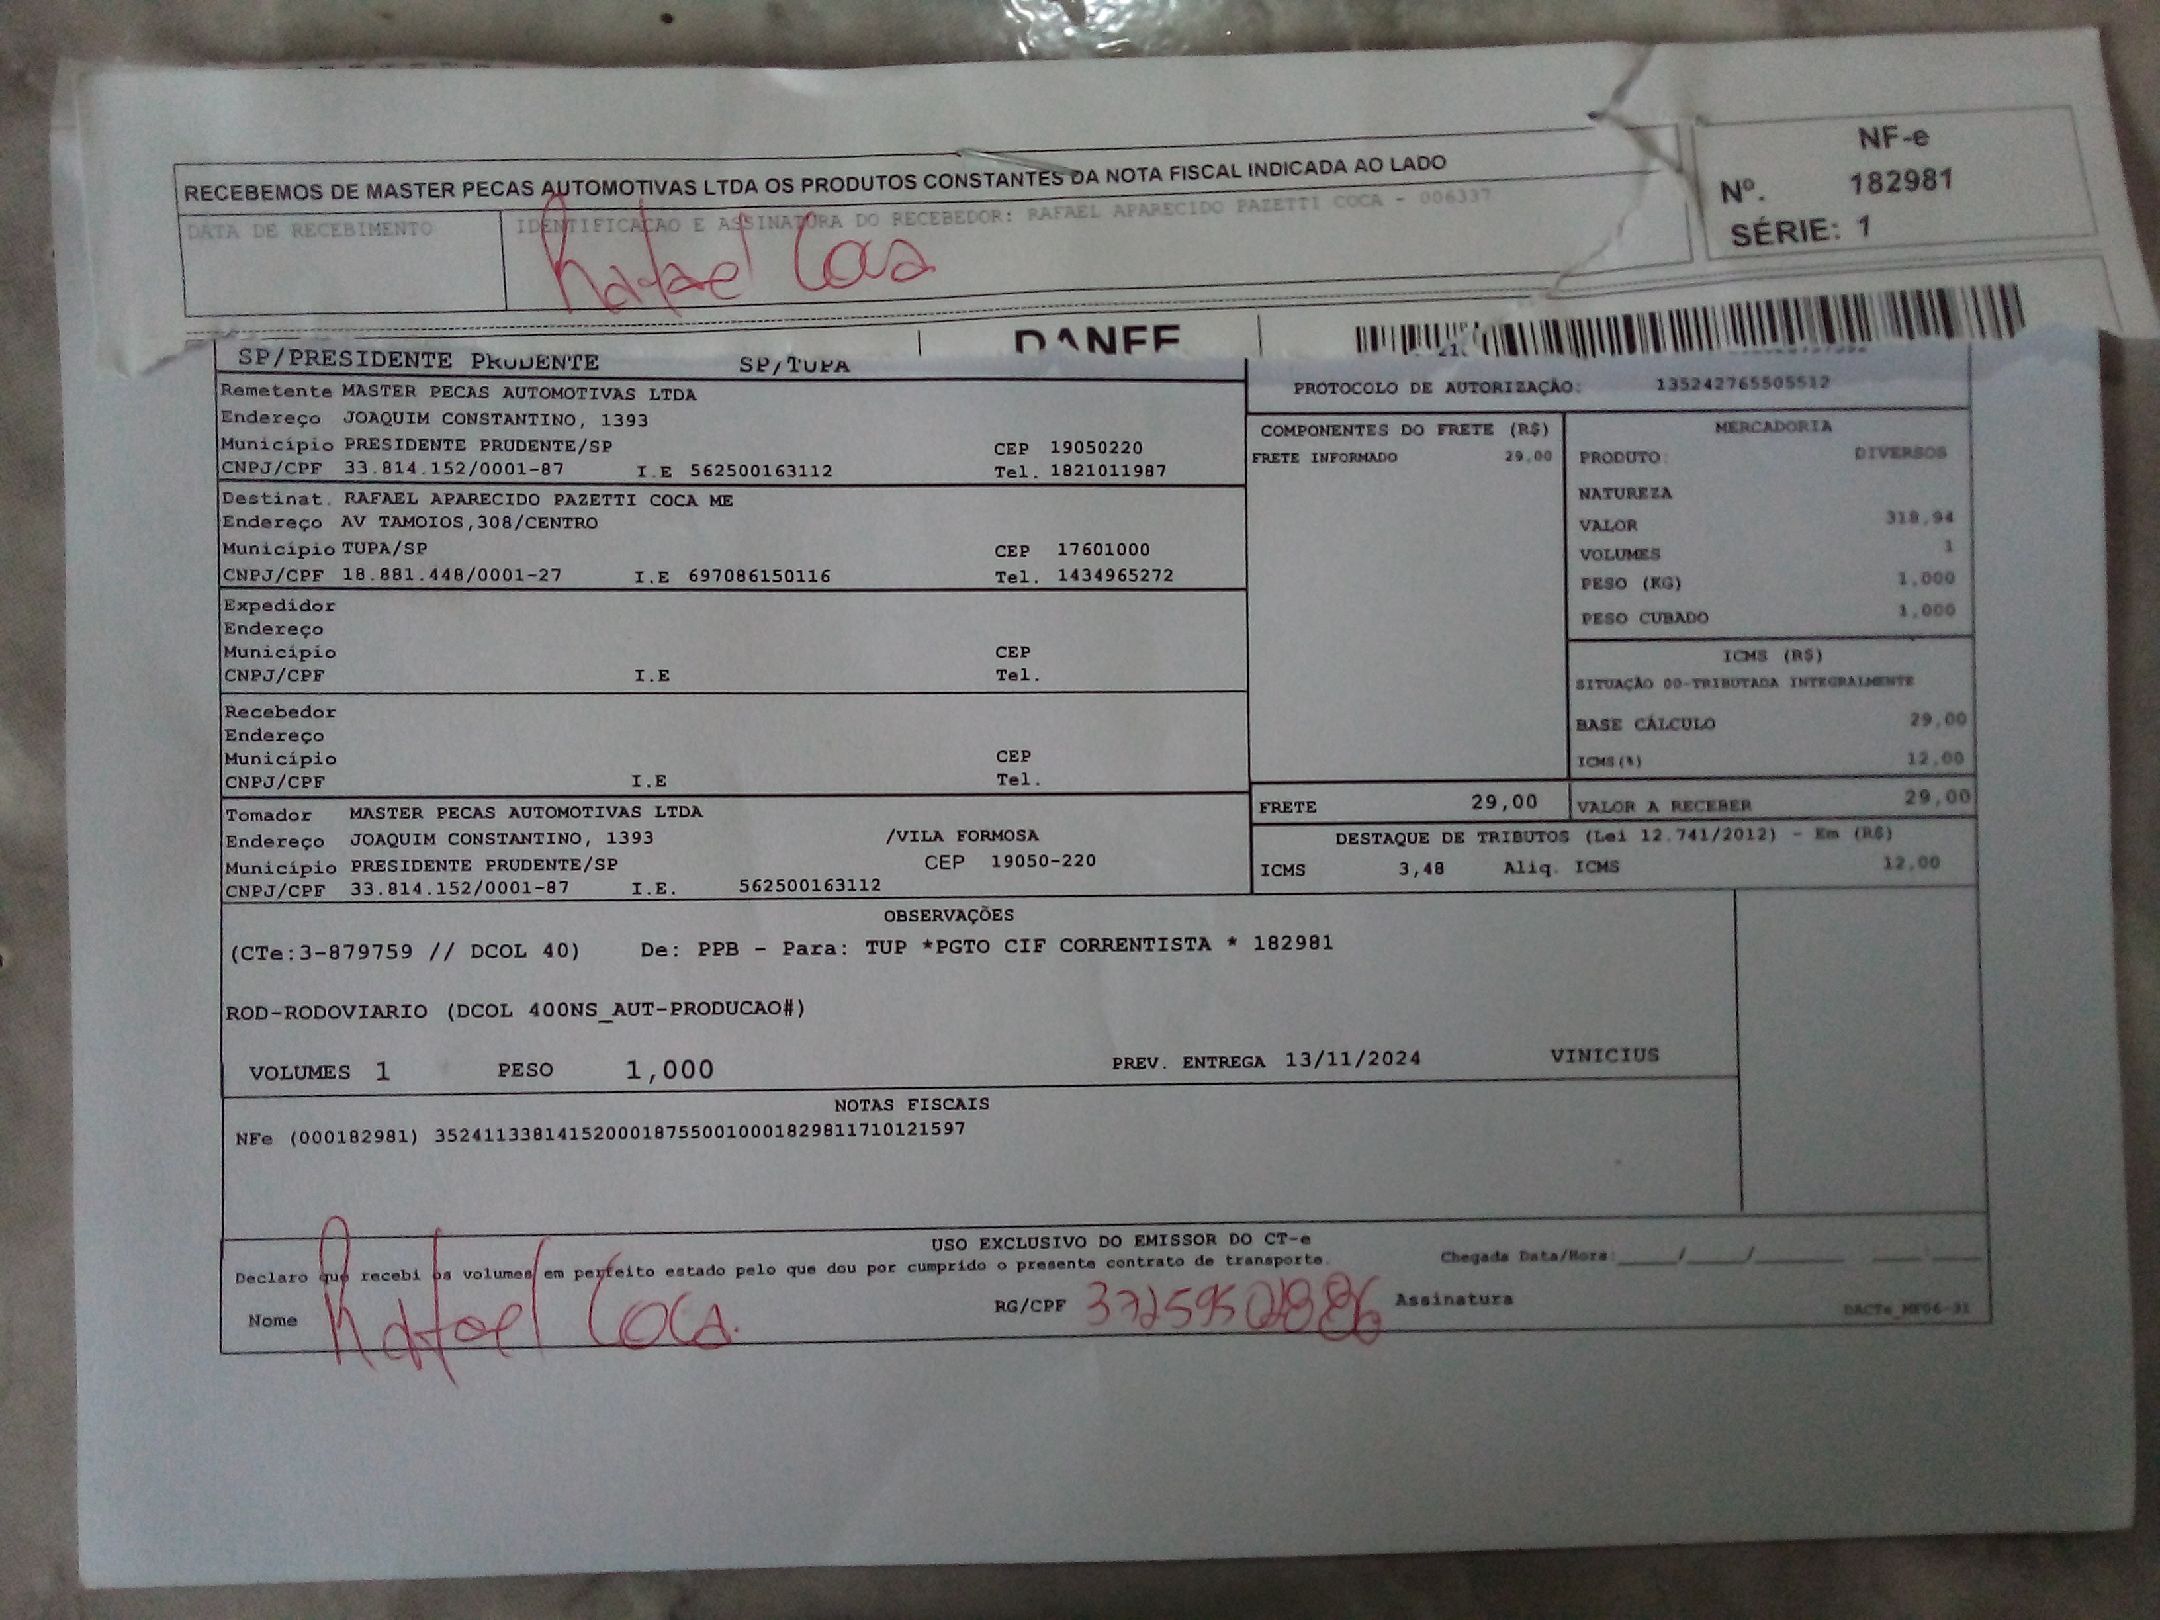 RECEBEMOS DE MASTER PECAS AUTOMOTIVAS LTDA OS PRODUTOS CONSTANTES DA NOTA FISCAL INDICADA AO LADO
NF-e
Nº. 182981
SÉRIE: 1
DATA DE RECEBIMENTO
IDENTIFICACAO E ASSINATURA DO RECEBEDOR: RAFAEL APARECIDO PAZETTI COCA - 006337
Rafael Coca
DANFE
SP/PRESIDENTE PRUDENTE SP/TUPA
PROTOCOLO DE AUTORIZAÇÃO: 135242765505512
Remetente MASTER PECAS AUTOMOTIVAS LTDA
Endereço JOAQUIM CONSTANTINO, 1393
Município PRESIDENTE PRUDENTE/SP CEP 19050220
CNPJ/CPF 33.814.152/0001-87 I.E 562500163112 Tel. 1821011987
Destinat. RAFAEL APARECIDO PAZETTI COCA ME
Endereço AV TAMOIOS,308/CENTRO
Município TUPA/SP CEP 17601000
CNPJ/CPF 18.881.448/0001-27 I.E 697086150116 Tel. 1434965272
Expedidor
Endereço
Município CEP
CNPJ/CPF I.E Tel.
Recebedor
Endereço
Município CEP
CNPJ/CPF I.E Tel.
Tomador MASTER PECAS AUTOMOTIVAS LTDA
Endereço JOAQUIM CONSTANTINO, 1393 /VILA FORMOSA
Município PRESIDENTE PRUDENTE/SP CEP 19050-220
CNPJ/CPF 33.814.152/0001-87 I.E. 562500163112
COMPONENTES DO FRETE (R$)
FRETE INFORMADO 29,00
MERCADORIA
PRODUTO: DIVERSOS
NATUREZA
VALOR 318,94
VOLUMES 1
PESO (KG) 1,000
PESO CUBADO 1,000
ICMS (R$)
SITUAÇÃO 00-TRIBUTADA INTEGRALMENTE
BASE CÁLCULO 29,00
ICMS(%) 12,00
FRETE 29,00 VALOR A RECEBER 29,00
DESTAQUE DE TRIBUTOS (Lei 12.741/2012) - Em (R$)
ICMS 3,48 Aliq. ICMS 12,00
OBSERVAÇÕES
(CTe:3-879759 // DCOL 40) De: PPB - Para: TUP *PGTO CIF CORRENTISTA * 182981
ROD-RODOVIARIO (DCOL 400NS_AUT-PRODUCAO#)
VOLUMES 1 PESO 1,000 PREV. ENTREGA 13/11/2024 VINICIUS
NOTAS FISCAIS
NFe (000182981) 35241133814152000187550010001829811710121597
USO EXCLUSIVO DO EMISSOR DO CT-e
Declaro que recebi os volumes em perfeito estado pelo que dou por cumprido o presente contrato de transporte. Chegada Data/Hora:____/____/______
Nome Rafael Coca RG/CPF Assinatura
DACTe_MF06-31